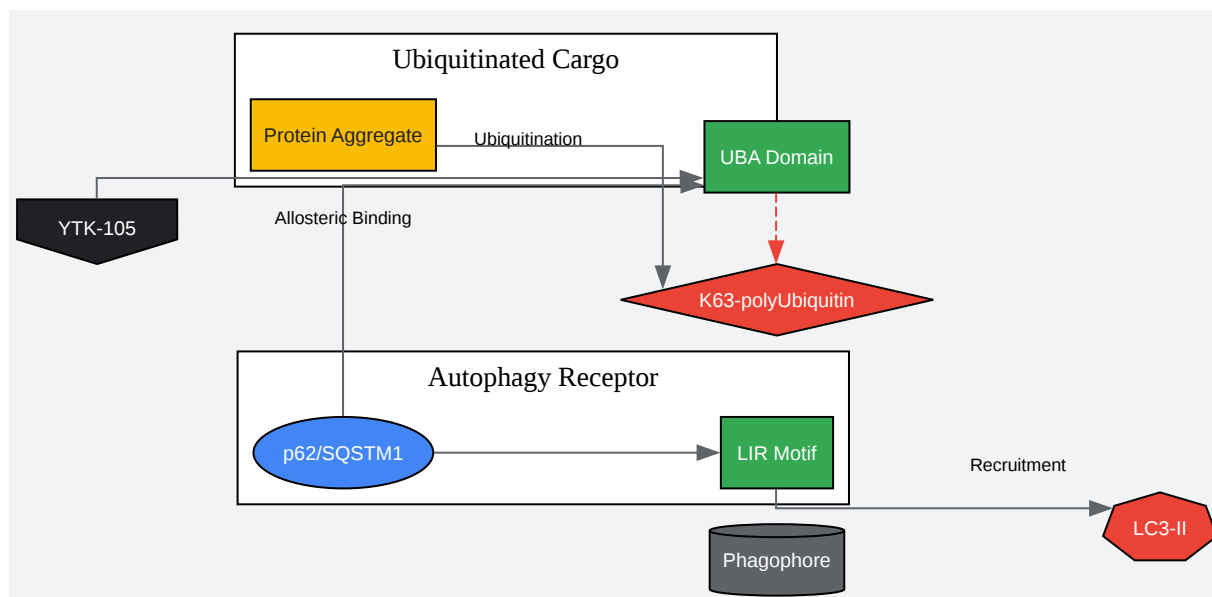 Ubiquitinated Cargo
Protein Aggregate
Ubiquitination
UBA Domain
YTK-105
Allosteric Binding
K63-polyUbiquitin
Autophagy Receptor
p62/SQSTM1
LIR Motif
Recruitment
LC3-II
Phagophore